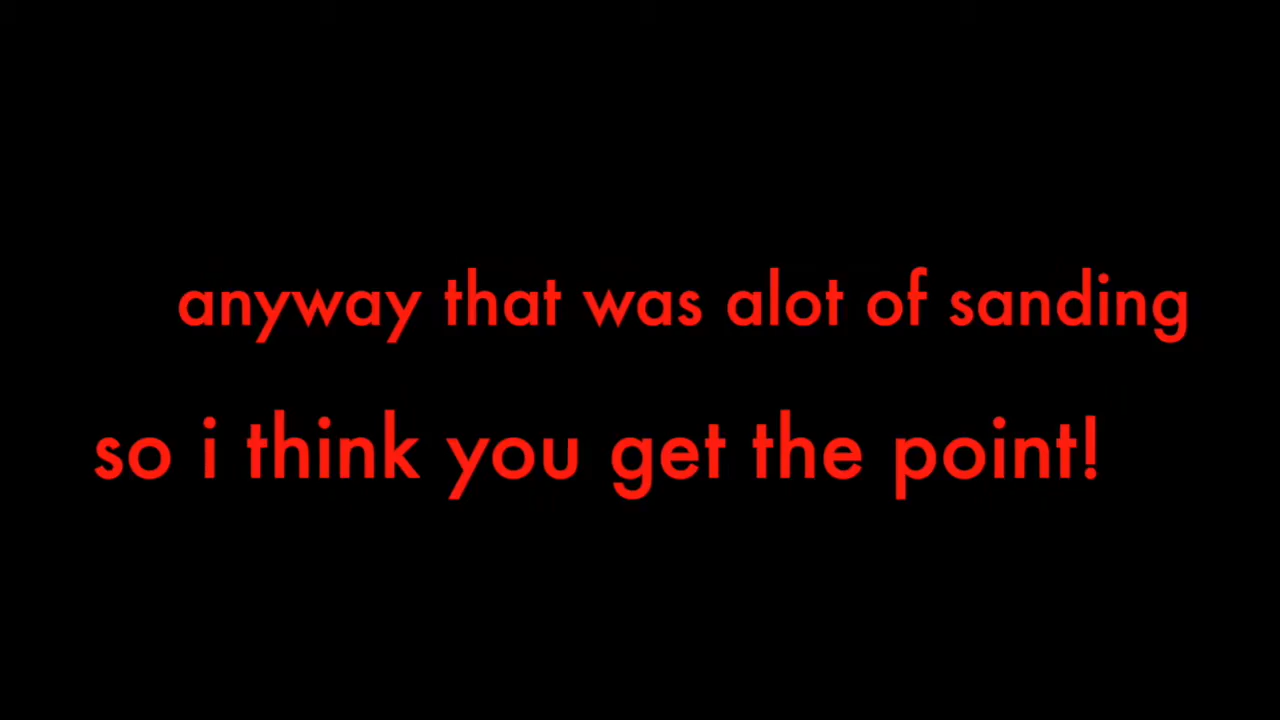 anyway that was alot of sanding
so i think you get the point!